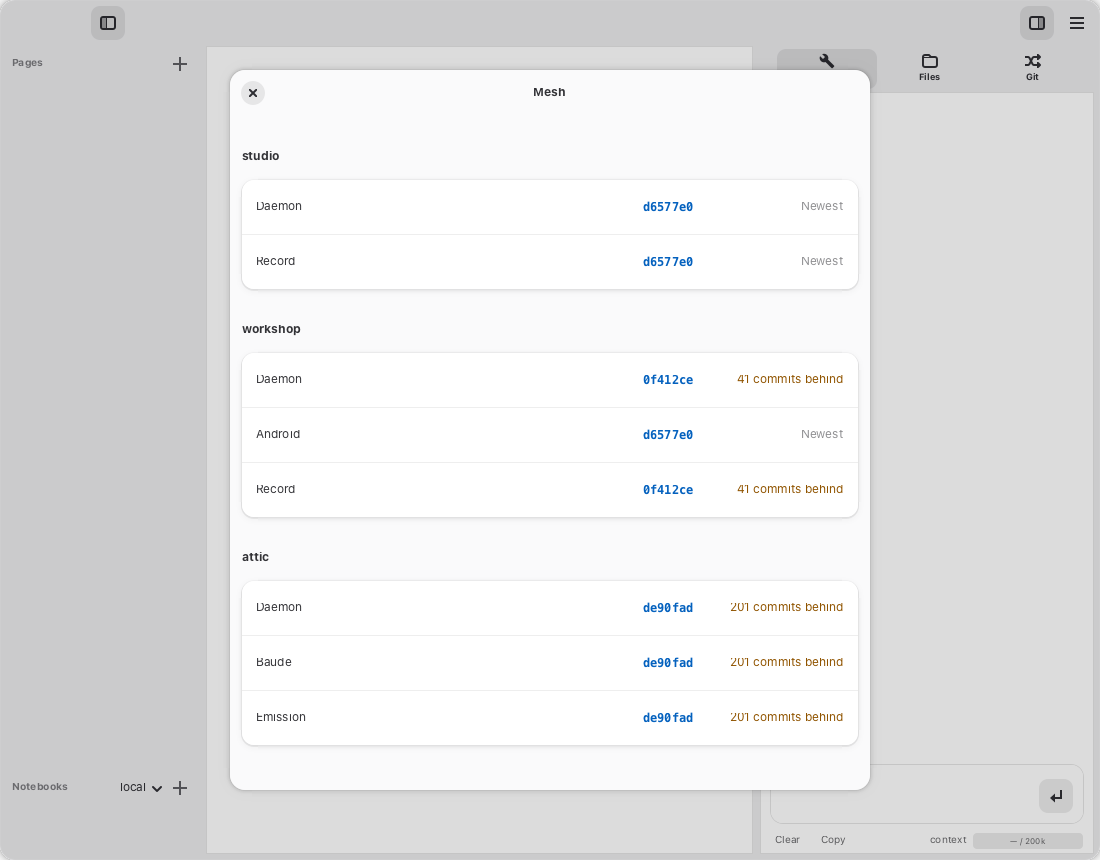 Pages
Files
Git
Mesh
studio
Daemon d6577e0 Newest
Record d6577e0 Newest
workshop
Daemon 0f412ce 41 commits behind
Android d6577e0 Newest
Record 0f412ce 41 commits behind
attic
Daemon de90fad 201 commits behind
Baude de90fad 201 commits behind
Emission de90fad 201 commits behind
Notebooks local
Clear Copy context — / 200k